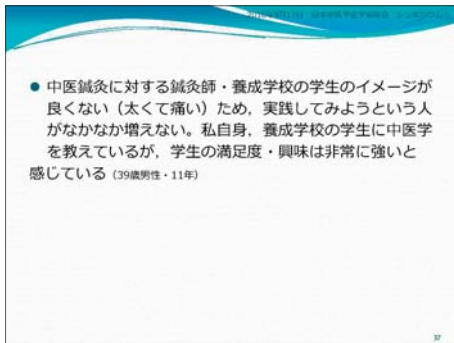 ● 中医鍼灸に対する鍼灸師・養成学校の学生のイメージが
良くない（太くて痛い）ため，実践してみようという人
がなかなか増えない。私自身，養成学校の学生に中医学
を教えているが，学生の満足度・興味は非常に強いと
感じている（39歳男性・11年）
37